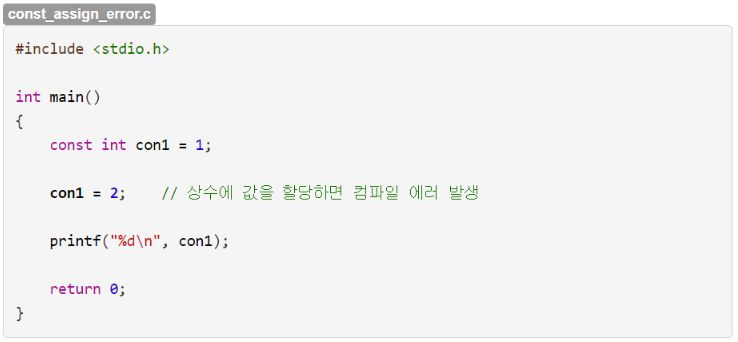 const_assign_error.c
#include <stdio.h>
int main()
{
const int con1 = 1;
con1 = 2; // 상수에 값을 할당하면 컴파일 에러 발생
printf("%d\n", con1);
return 0;
}